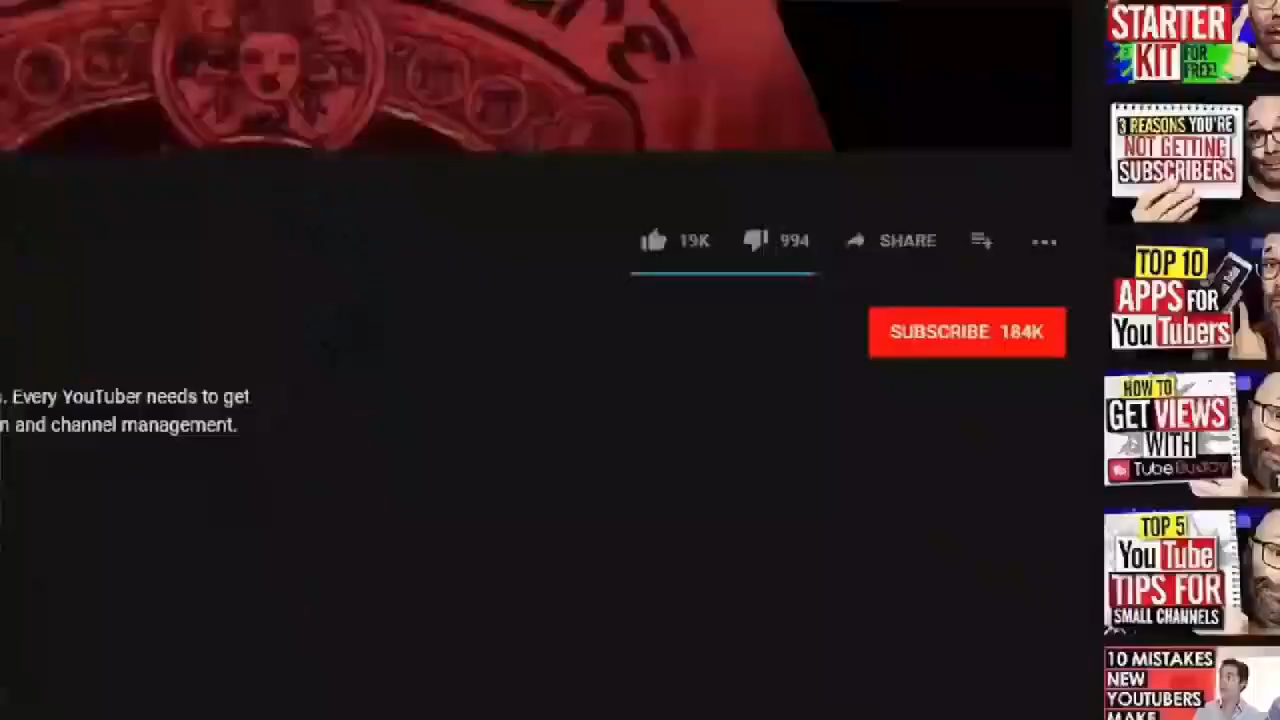 19K 994 SHARE
SUBSCRIBE 184K
. Every YouTuber needs to get
n and channel management.
STARTER
KIT FOR
FREE!
3 REASONS YOU'RE
NOT GETTING
SUBSCRIBERS
TOP 10
APPS FOR
YouTubers
HOW TO
GET VIEWS
WITH
TubeBuddy
TOP 5
YouTube
TIPS FOR
SMALL CHANNELS
10 MISTAKES
NEW
YOUTUBERS
MAKE